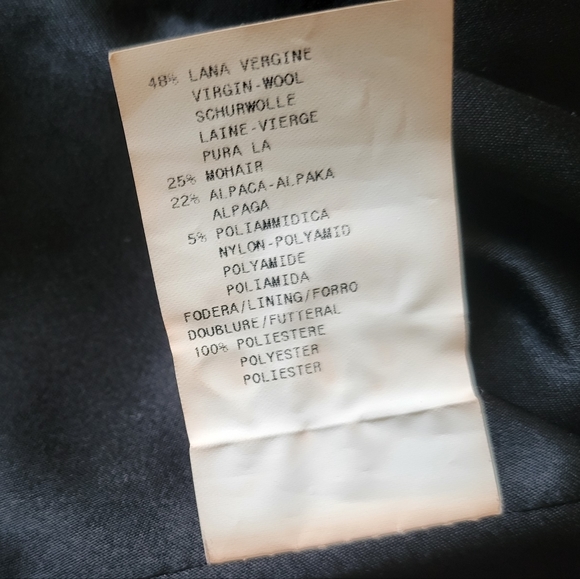 48% LANA VERGINE
VIRGIN-WOOL
SCHURWOLLE
LAINE-VIERGE
PURA LA
25% MOHAIR
22% ALPACA-ALPAKA
ALPAGA
5% POLIAMMIDICA
NYLON-POLYAMID
POLYAMIDE
POLIAMIDA
FODERA/LINING/FORRO
DOUBLURE/FUTTERAL
100% POLIESTERE
POLYESTER
POLIESTER